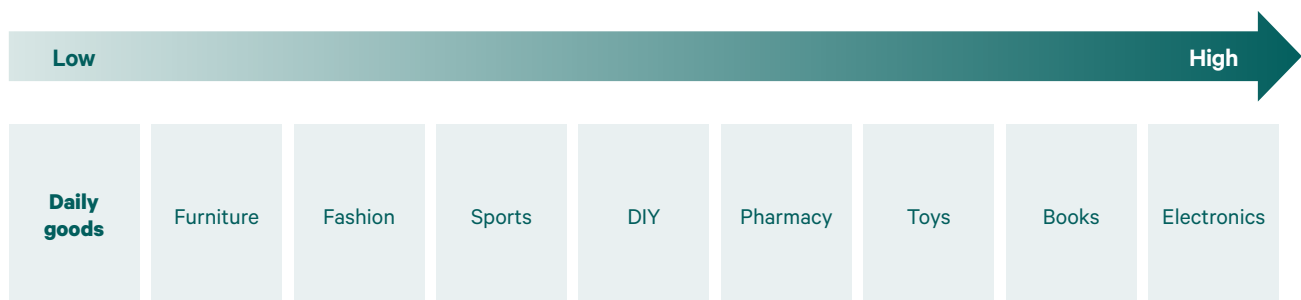 Low
High
Daily
goods
Furniture
Fashion
Sports
DIY
Pharmacy
Toys
Books
Electronics